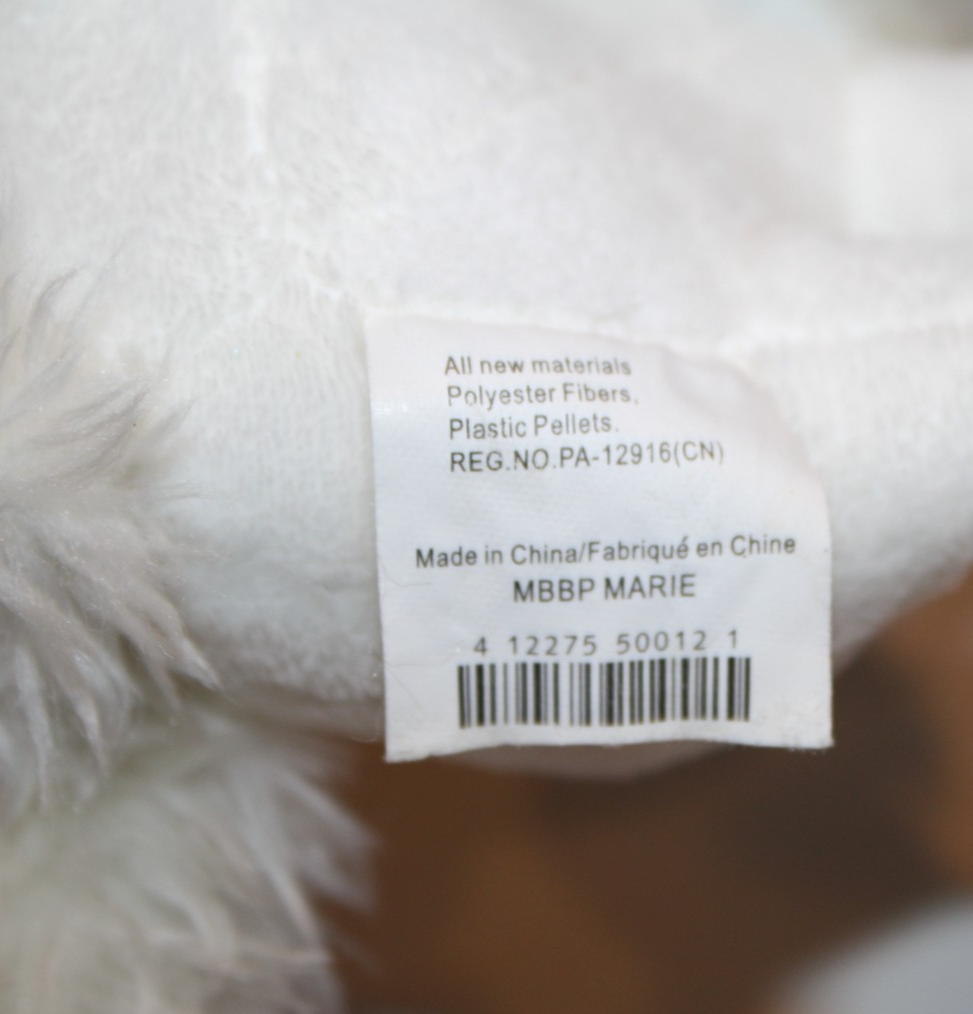 All new materials
Polyester Fibers,
Plastic Pellets.
REG.NO.PA-12916(CN)
Made in China/Fabriqué en Chine
MBBP MARIE
4 12275 50012 1